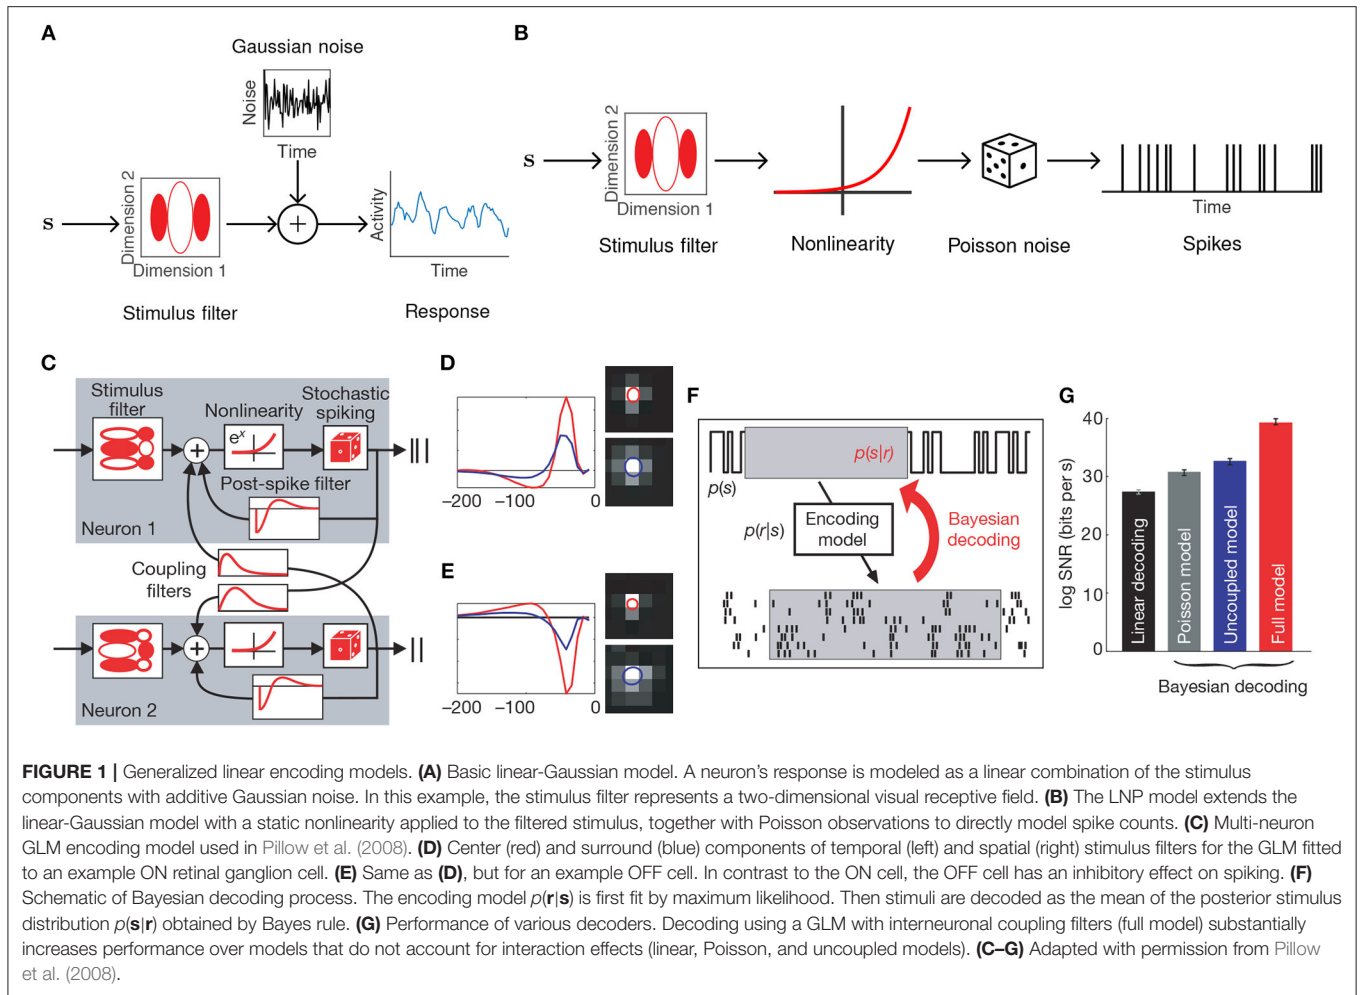 A
Gaussian noise
Noise
Time
s
Dimension 2
Dimension 1
Stimulus filter
+
Activity
Time
Response
B
s
Dimension 2
Dimension 1
Stimulus filter
Nonlinearity
Poisson noise
Time
Spikes
C
Stimulus
filter
Nonlinearity
Stochastic
spiking
+
eˣ
Post-spike filter
Neuron 1
Coupling
filters
+
Neuron 2
D
−200
−100
0
E
−200
−100
0
F
p(s)
p(s|r)
p(r|s)
Encoding
model
Bayesian
decoding
G
log SNR (bits per s)
40
30
20
10
0
Linear decoding
Poisson model
Uncoupled model
Full model
Bayesian decoding
FIGURE 1 | Generalized linear encoding models. (A) Basic linear-Gaussian model. A neuron's response is modeled as a linear combination of the stimulus
components with additive Gaussian noise. In this example, the stimulus filter represents a two-dimensional visual receptive field. (B) The LNP model extends the
linear-Gaussian model with a static nonlinearity applied to the filtered stimulus, together with Poisson observations to directly model spike counts. (C) Multi-neuron
GLM encoding model used in Pillow et al. (2008). (D) Center (red) and surround (blue) components of temporal (left) and spatial (right) stimulus filters for the GLM fitted
to an example ON retinal ganglion cell. (E) Same as (D), but for an example OFF cell. In contrast to the ON cell, the OFF cell has an inhibitory effect on spiking. (F)
Schematic of Bayesian decoding process. The encoding model p(r|s) is first fit by maximum likelihood. Then stimuli are decoded as the mean of the posterior stimulus
distribution p(s|r) obtained by Bayes rule. (G) Performance of various decoders. Decoding using a GLM with interneuronal coupling filters (full model) substantially
increases performance over models that do not account for interaction effects (linear, Poisson, and uncoupled models). (C–G) Adapted with permission from Pillow
et al. (2008).